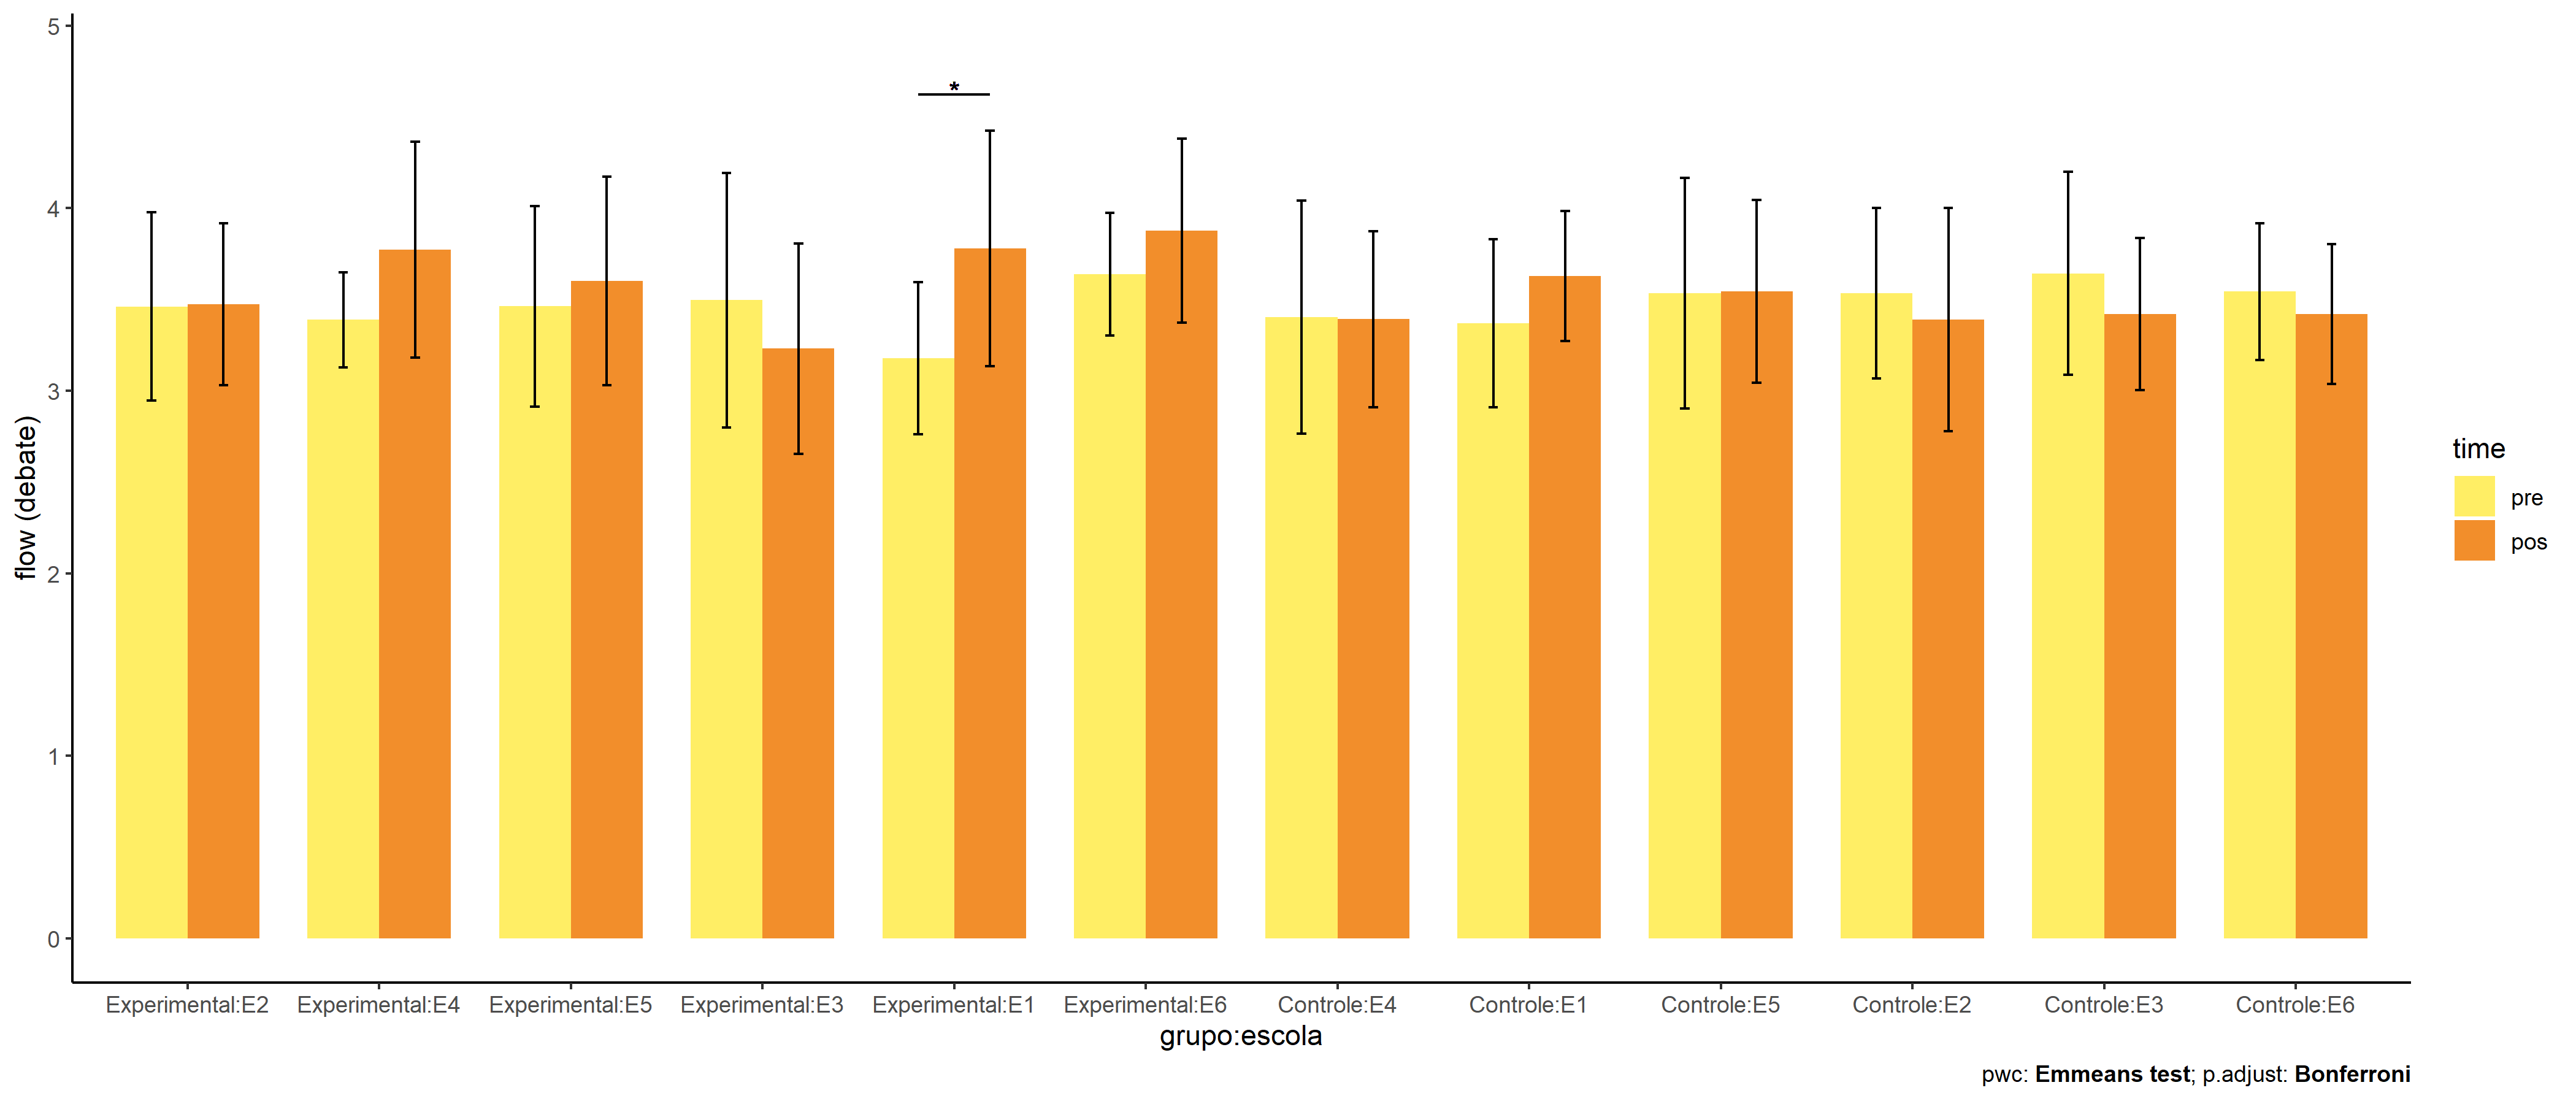 5
*
4
3
2
1
0
flow (debate)
Experimental:E2 Experimental:E4 Experimental:E5 Experimental:E3 Experimental:E1 Experimental:E6 Controle:E4 Controle:E1 Controle:E5 Controle:E2 Controle:E3 Controle:E6
grupo:escola
time
pre
pos
pwc: Emmeans test; p.adjust: Bonferroni